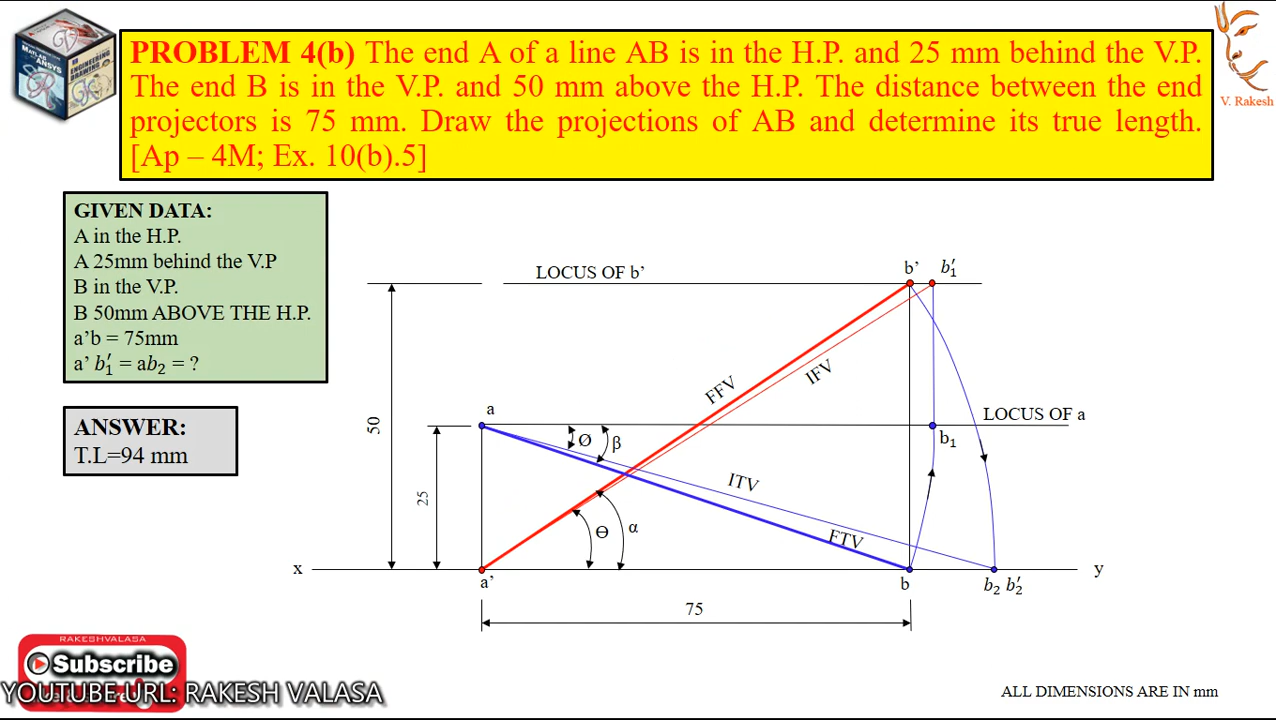 PROBLEM 4(b) The end A of a line AB is in the H.P. and 25 mm behind the V.P.
The end B is in the V.P. and 50 mm above the H.P. The distance between the end
projectors is 75 mm. Draw the projections of AB and determine its true length.
[Ap – 4M; Ex. 10(b).5]
V. Rakesh
GIVEN DATA:
A in the H.P.
A 25mm behind the V.P
B in the V.P.
B 50mm ABOVE THE H.P.
a’b = 75mm
a’ b₁′ = ab₂ = ?
ANSWER:
T.L=94 mm
LOCUS OF b’
b’
b₁′
FFV
IFV
a
LOCUS OF a
50
Ø
β
b₁
25
ITV
Ɵ
α
FTV
x
y
a’
b
b₂ b₂′
75
RAKESHVALASA
Subscribe
YOUTUBE URL: RAKESH VALASA
ALL DIMENSIONS ARE IN mm